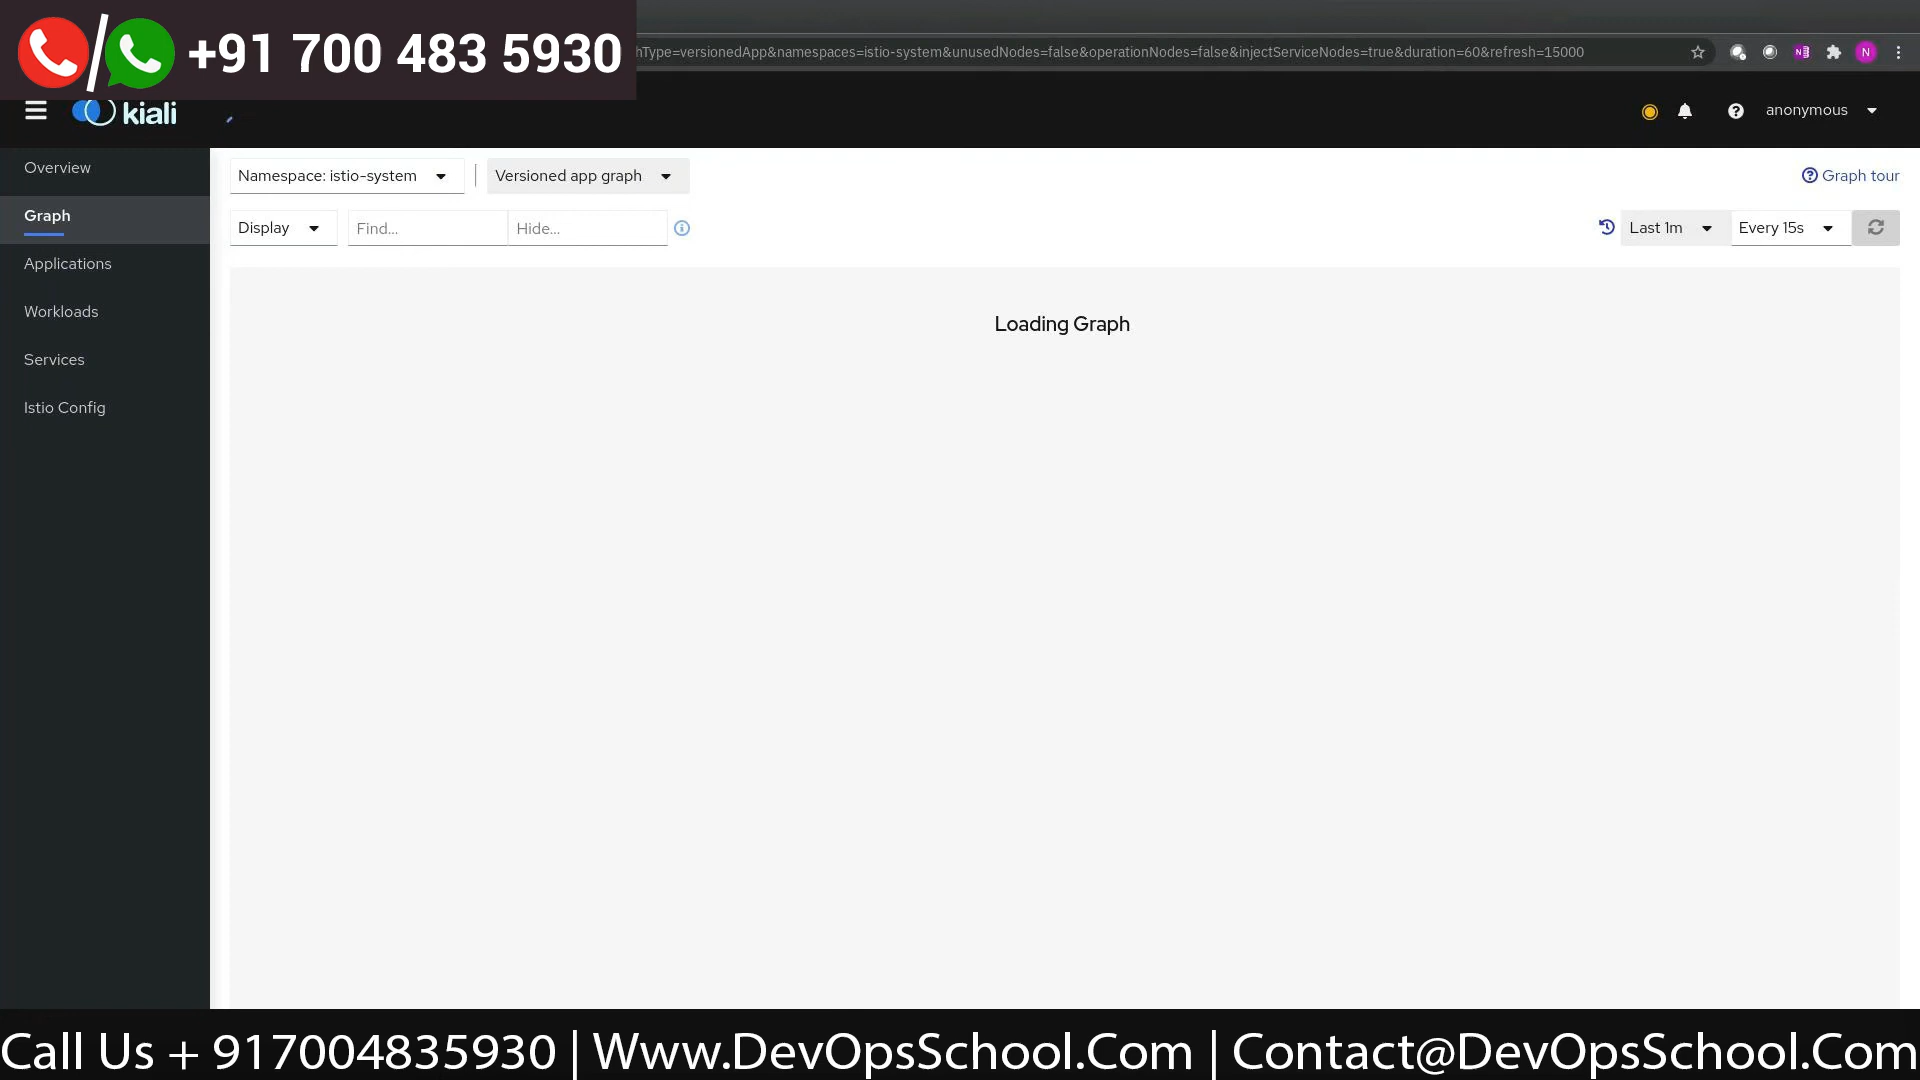 +91 700 483 5930
hType=versionedApp&namespaces=istio-system&unusedNodes=false&operationNodes=false&injectServiceNodes=true&duration=60&refresh=15000
N
kiali
anonymous
Overview
Graph
Applications
Workloads
Services
Istio Config
Namespace: istio-system
Versioned app graph
Graph tour
Display
Find...
Hide...
Last 1m
Every 15s
Loading Graph
Call Us + 917004835930 | Www.DevOpsSchool.Com | Contact@DevOpsSchool.Com